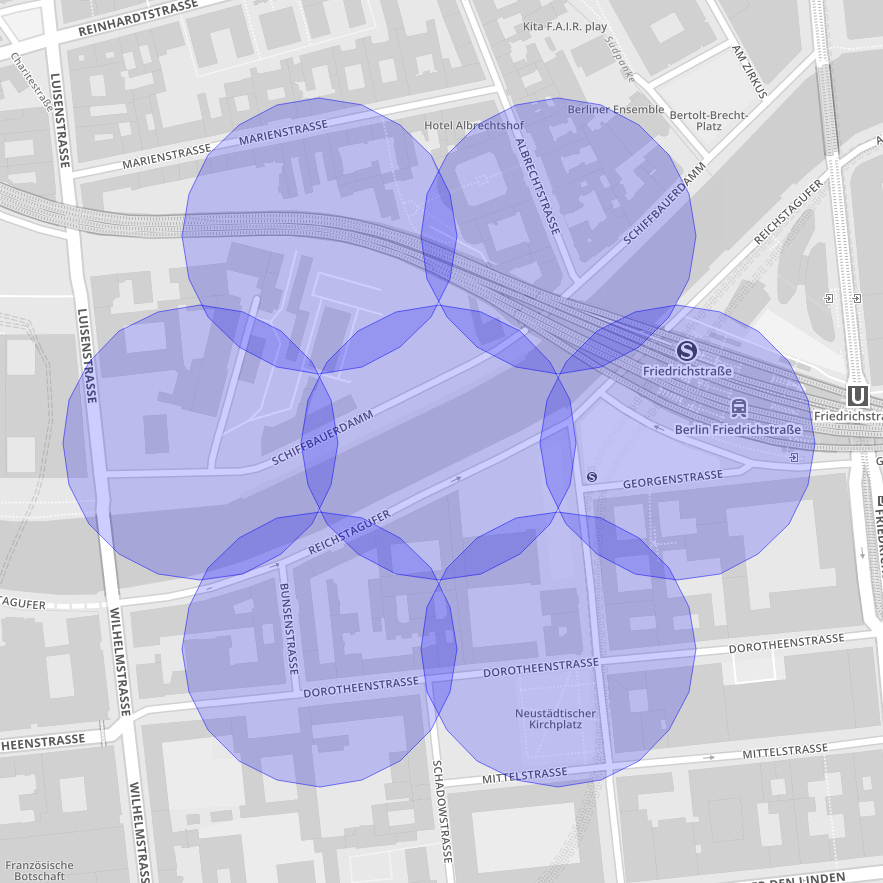 REINHARDTSTRASSE
Kita F.A.I.R. play
Südpanke
AM ZIRKUS
Charitéstraße
LUISENSTRASSE
Berliner Ensemble
Bertolt-Brecht-
Platz
Hotel Albrechtshof
MARIENSTRASSE
MARIENSTRASSE
ALBRECHTSTRASSE
SCHIFFBAUERDAMM
REICHSTAGUFER
LUISENSTRASSE
S
Friedrichstraße
U
Friedrichstra
Berlin Friedrichstraße
SCHIFFBAUERDAMM
GEORGENSTRASSE
S
REICHSTAGUFER
TAGUFER
BUNSENSTRASSE
WILHELMSTRASSE
DOROTHEENSTRASSE
DOROTHEENSTRASSE
DOROTHEENSTRASSE
Neustädtischer
Kirchplatz
HEENSTRASSE
MITTELSTRASSE
MITTELSTRASSE
SCHADOWSTRASSE
WILHELMSTRASS
Französische
Botschaft
ER DEN LINDEN